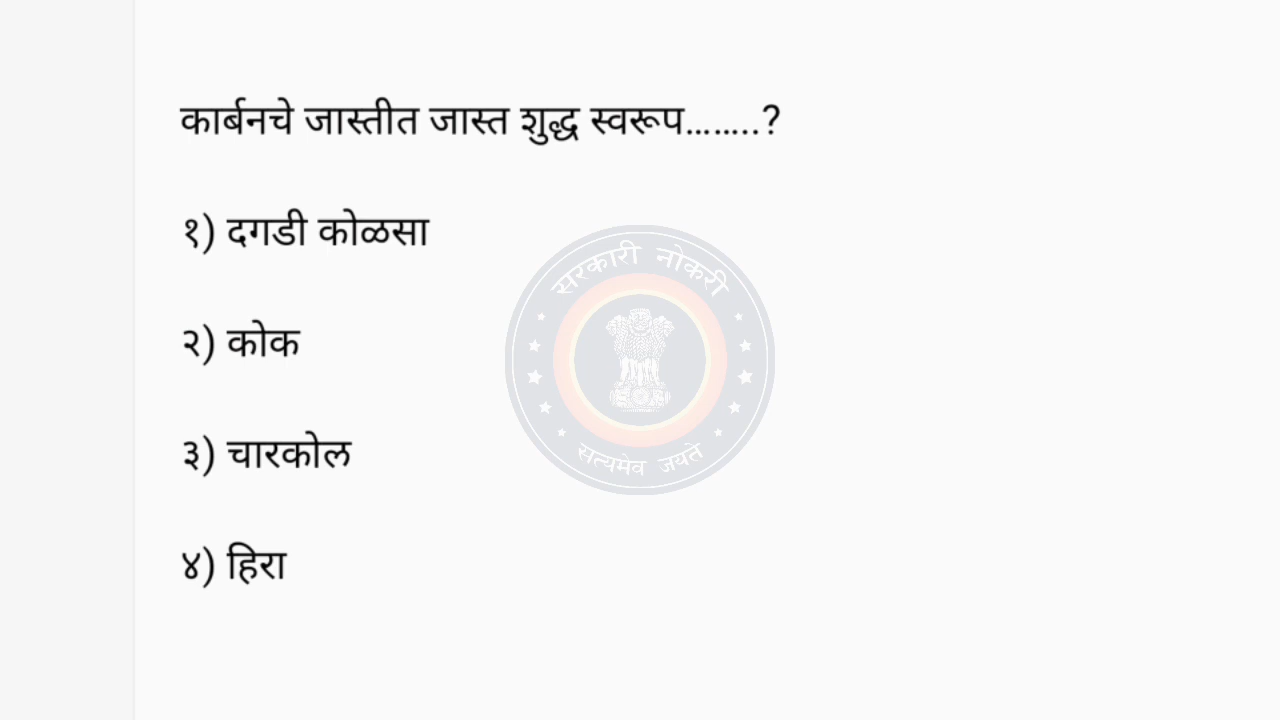 कार्बनचे जास्तीत जास्त शुद्ध स्वरूप........?
१) दगडी कोळसा
सरकारी नोकरी
२) कोक
३) चारकोल
सत्यमेव जयते
४) हिरा